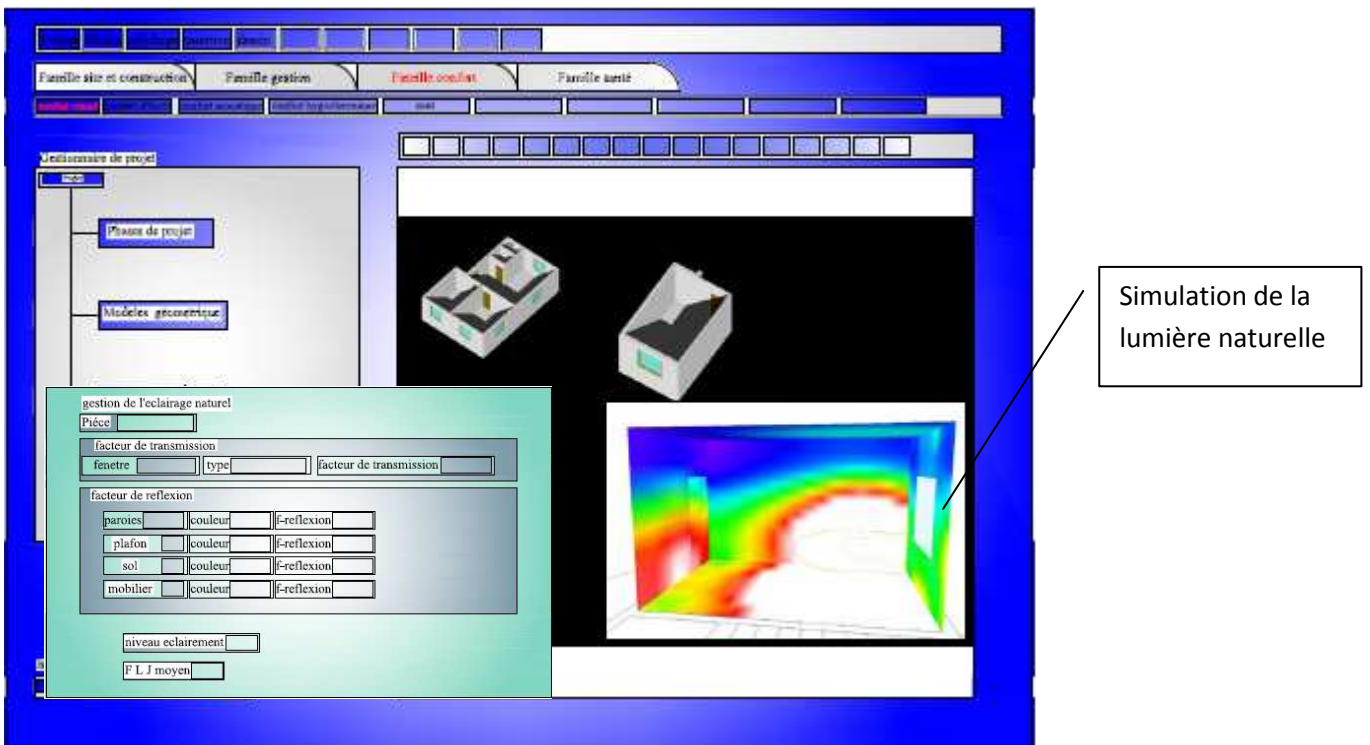 Famille site et construction Famille gestion Famille confort Famille santé
Gestionnaire de projet
Phases de projet
Modeles géometrique
gestion de l'eclairage naturel
Piéce
facteur de transmission
fenetre type facteur de transmission
facteur de reflexion
paroies couleur f-reflexion
plafon couleur f-reflexion
sol couleur f-reflexion
mobilier couleur f-reflexion
niveau eclairement
F L J moyen
Simulation de la
lumière naturelle